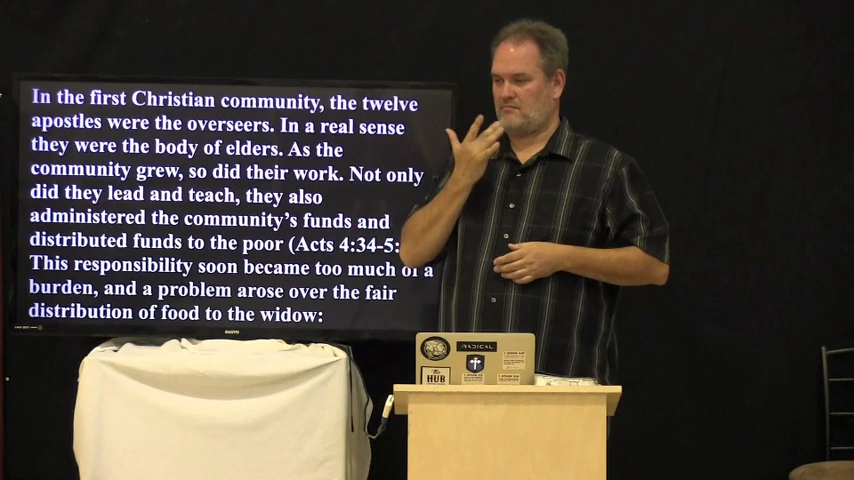 In the first Christian community, the twelve
apostles were the overseers. In a real sense
they were the body of elders. As the
community grew, so did their work. Not only
did they lead and teach, they also
administered the community’s funds and
distributed funds to the poor (Acts 4:34-5:
This responsibility soon became too much of a
burden, and a problem arose over the fair
distribution of food to the widow:
SANYO
RADICAL
HUB